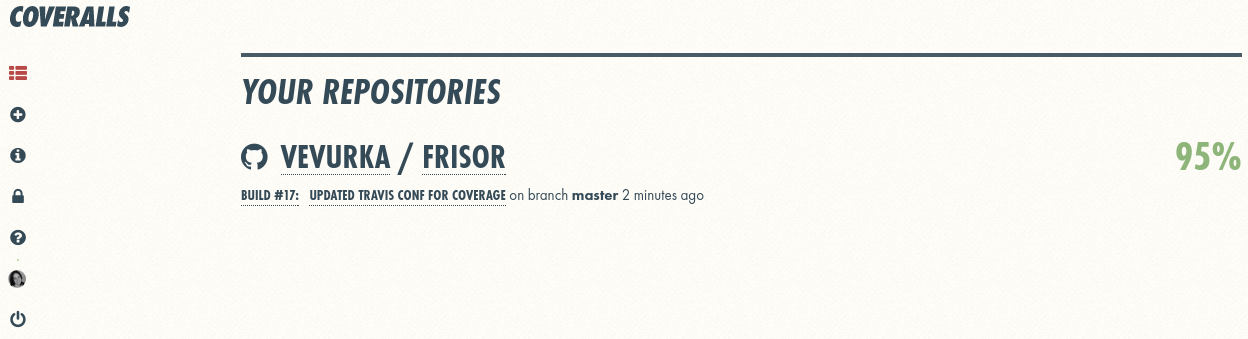 COVERALLS
YOUR REPOSITORIES
VEVURKA / FRISOR
95%
BUILD #17: UPDATED TRAVIS CONF FOR COVERAGE on branch master 2 minutes ago